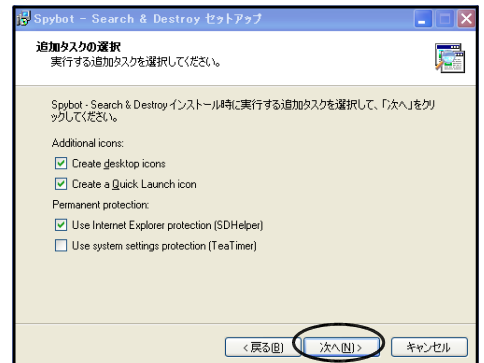 Spybot - Search & Destroy セットアップ
追加タスクの選択
実行する追加タスクを選択してください。
Spybot - Search & Destroy インストール時に実行する追加タスクを選択して、「次へ」をクリ
ックしてください。
Additional icons:
Create desktop icons
Create a Quick Launch icon
Permanent protection:
Use Internet Explorer protection (SDHelper)
Use system settings protection (TeaTimer)
< 戻る(B)
次へ(N) >
キャンセル